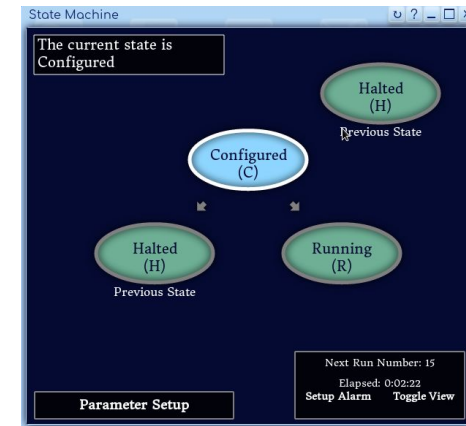 State Machine
The current state is
Configured
Halted
(H)
Previous State
Configured
(C)
Halted
(H)
Previous State
Running
(R)
Next Run Number: 15
Elapsed: 0:02:22
Setup Alarm Toggle View
Parameter Setup